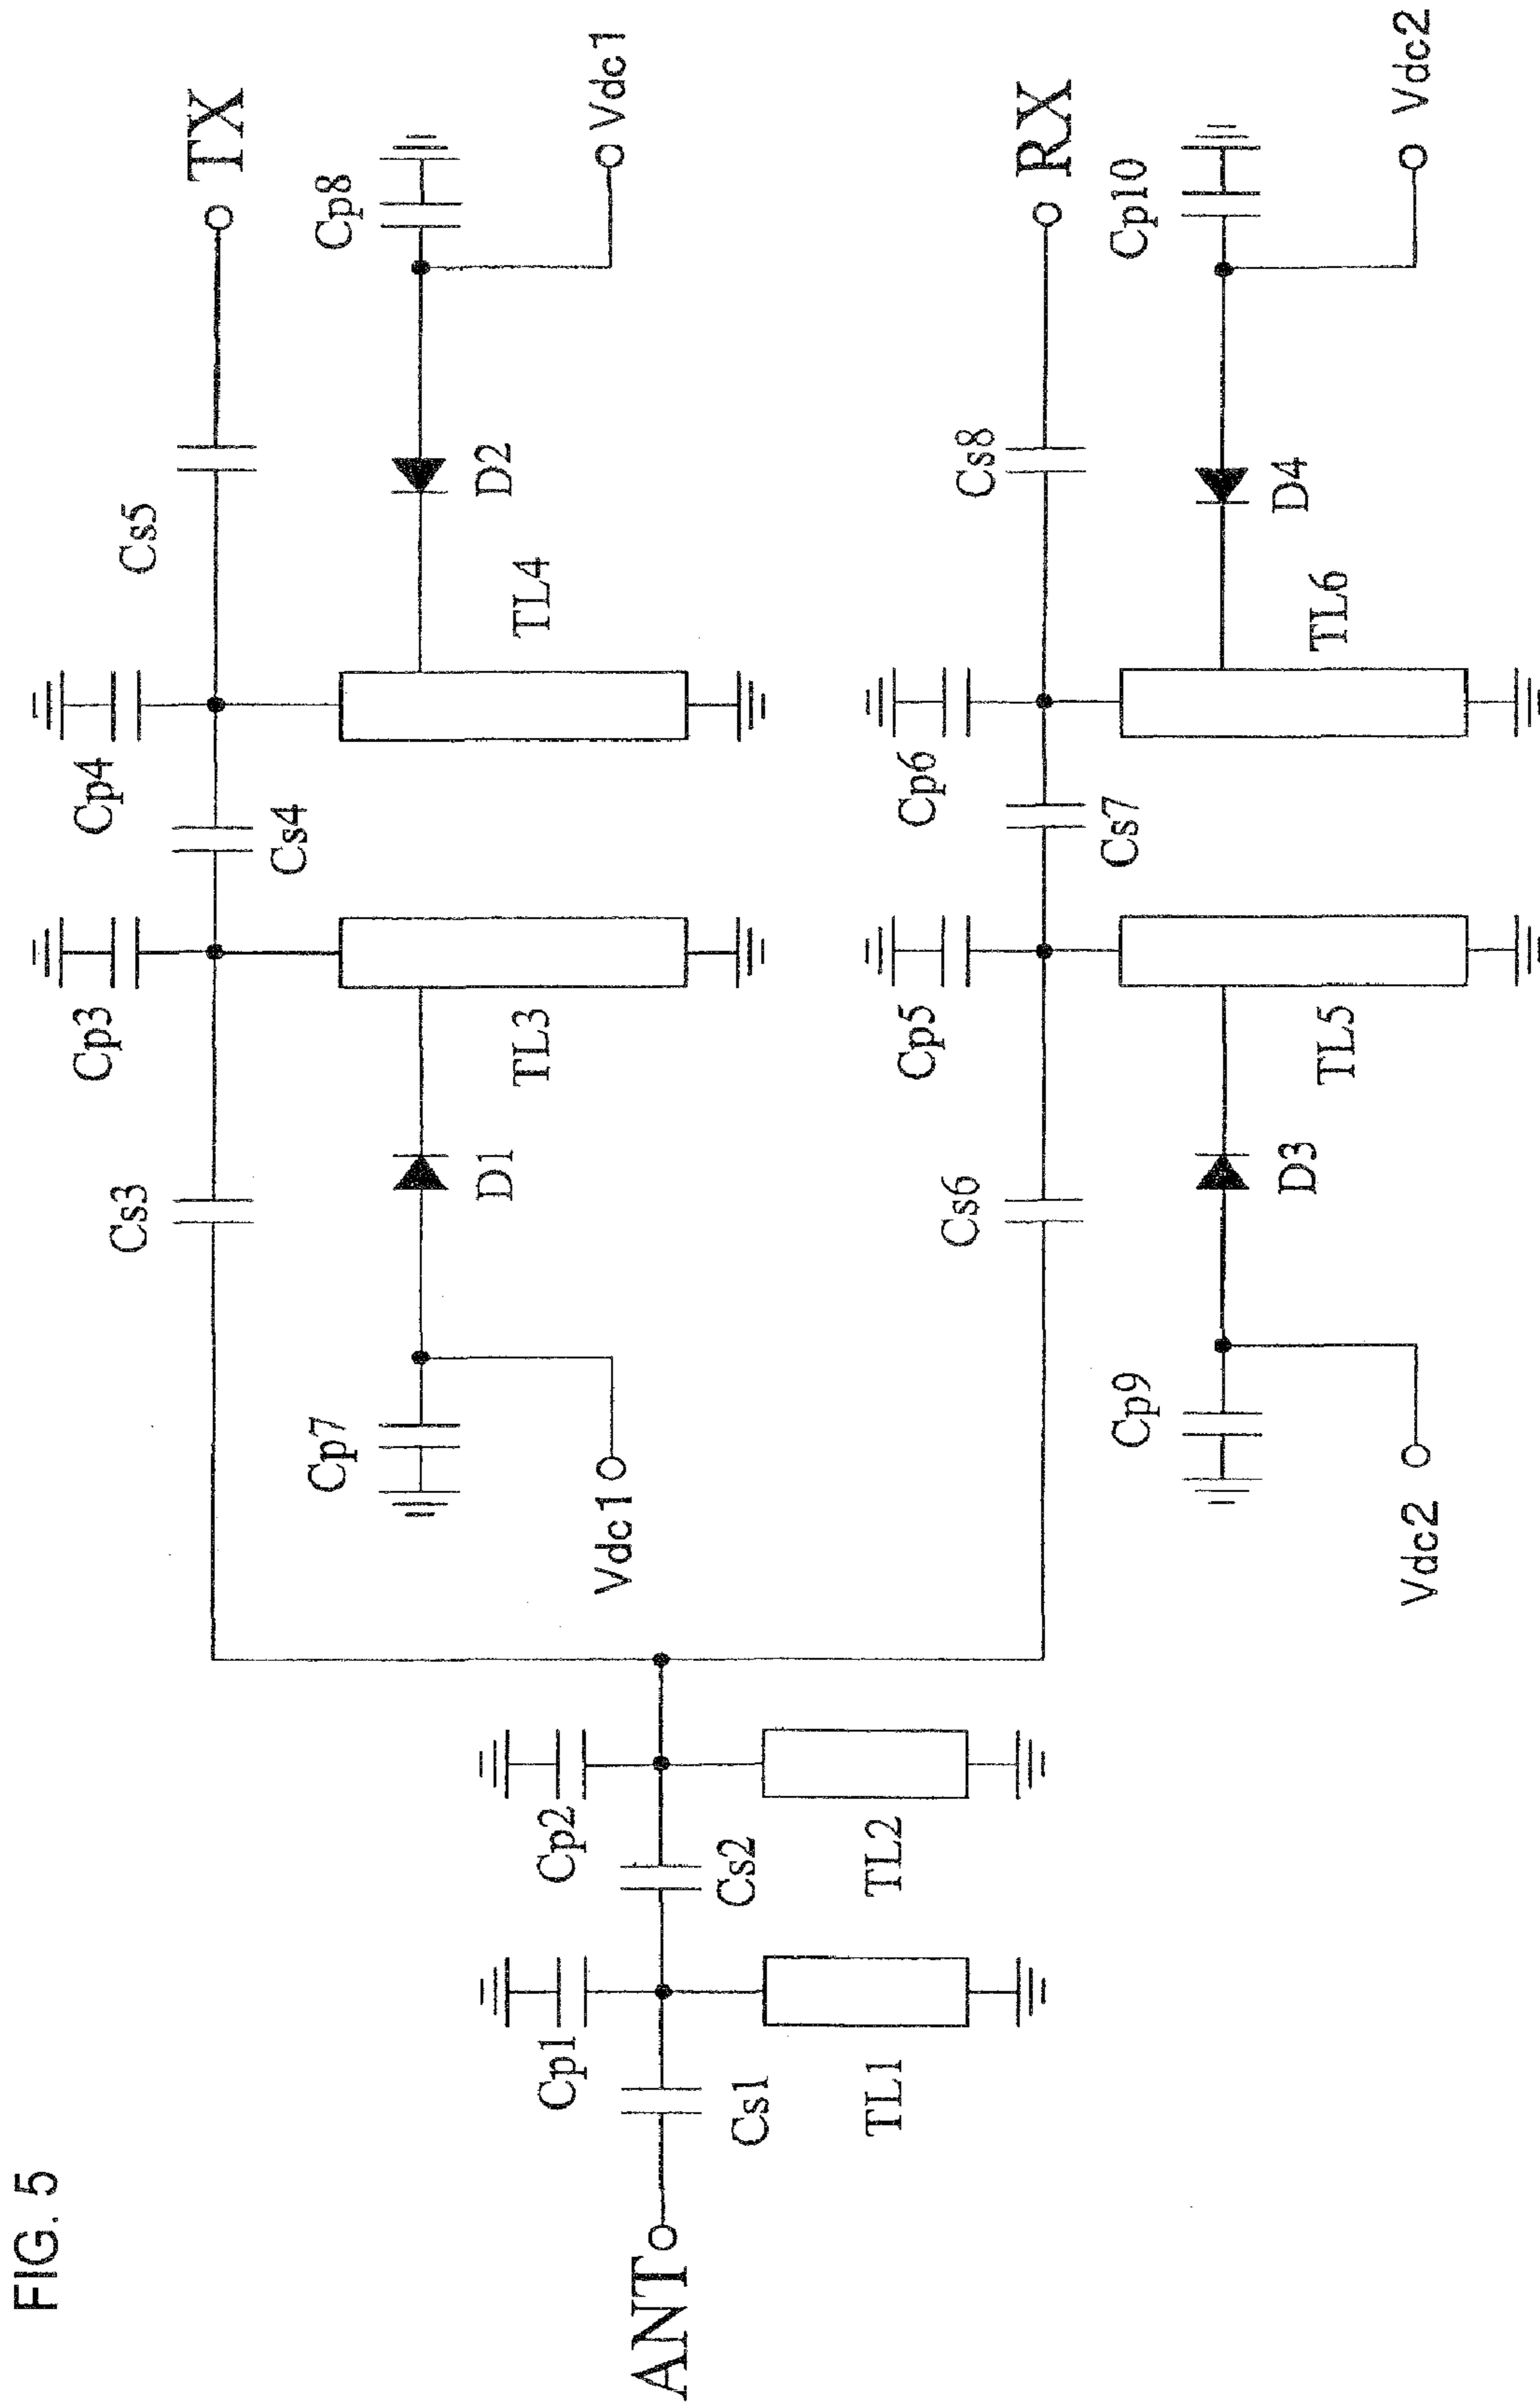 FIG. 5
ANT
Cs1
Cp1
TL1
Cs2
Cp2
TL2
Cs3
Cp3
TL3
D1
Cp7
Vdc1
Cs4
Cp4
TL4
D2
Cp8
Vdc1
Cs5
TX
Cs6
Cp5
TL5
D3
Cp9
Vdc2
Cs7
Cp6
TL6
D4
Cp10
Vdc2
Cs8
RX